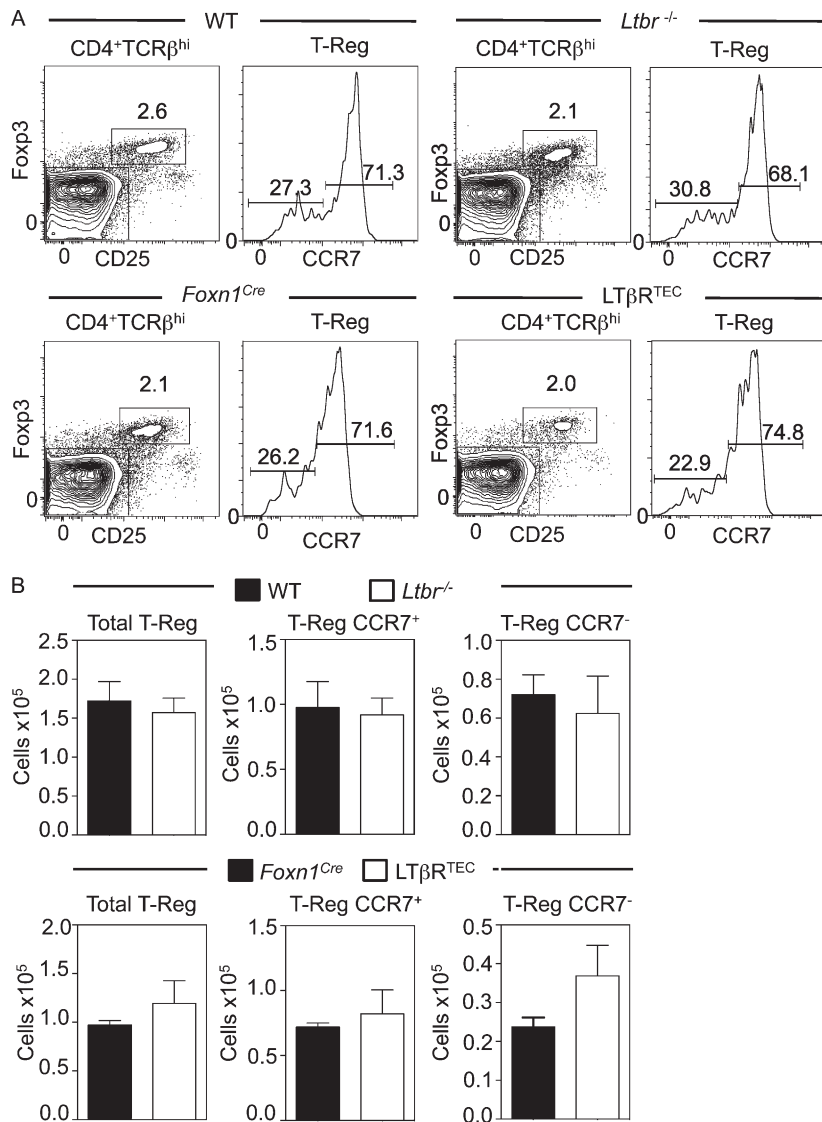 A
WT
CD4⁺TCRβʰⁱ
T-Reg
2.6
Foxp3
0
0
CD25
27.3
71.3
0
0
CCR7
Ltbr ⁻/⁻
CD4⁺TCRβʰⁱ
T-Reg
2.1
Foxp3
0
0
CD25
30.8
68.1
0
0
CCR7
Foxn1ᶜʳᵉ
CD4⁺TCRβʰⁱ
T-Reg
2.1
Foxp3
0
0
CD25
26.2
71.6
0
0
CCR7
LTβRᵀᴱᶜ
CD4⁺TCRβʰⁱ
T-Reg
2.0
Foxp3
0
0
CD25
22.9
74.8
0
0
CCR7
B
WT
Ltbr⁻/⁻
Total T-Reg
Cells x10⁵
2.5
2.0
1.5
1.0
0.5
0.0
T-Reg CCR7⁺
Cells x10⁵
1.5
1.0
0.5
0.0
T-Reg CCR7⁻
Cells x10⁵
1.0
0.8
0.6
0.4
0.2
0.0
Foxn1ᶜʳᵉ
LTβRᵀᴱᶜ
Total T-Reg
Cells x10⁵
2.0
1.5
1.0
0.5
0.0
T-Reg CCR7⁺
Cells x10⁵
1.5
1.0
0.5
0.0
T-Reg CCR7⁻
Cells x10⁵
0.5
0.4
0.3
0.2
0.1
0.0